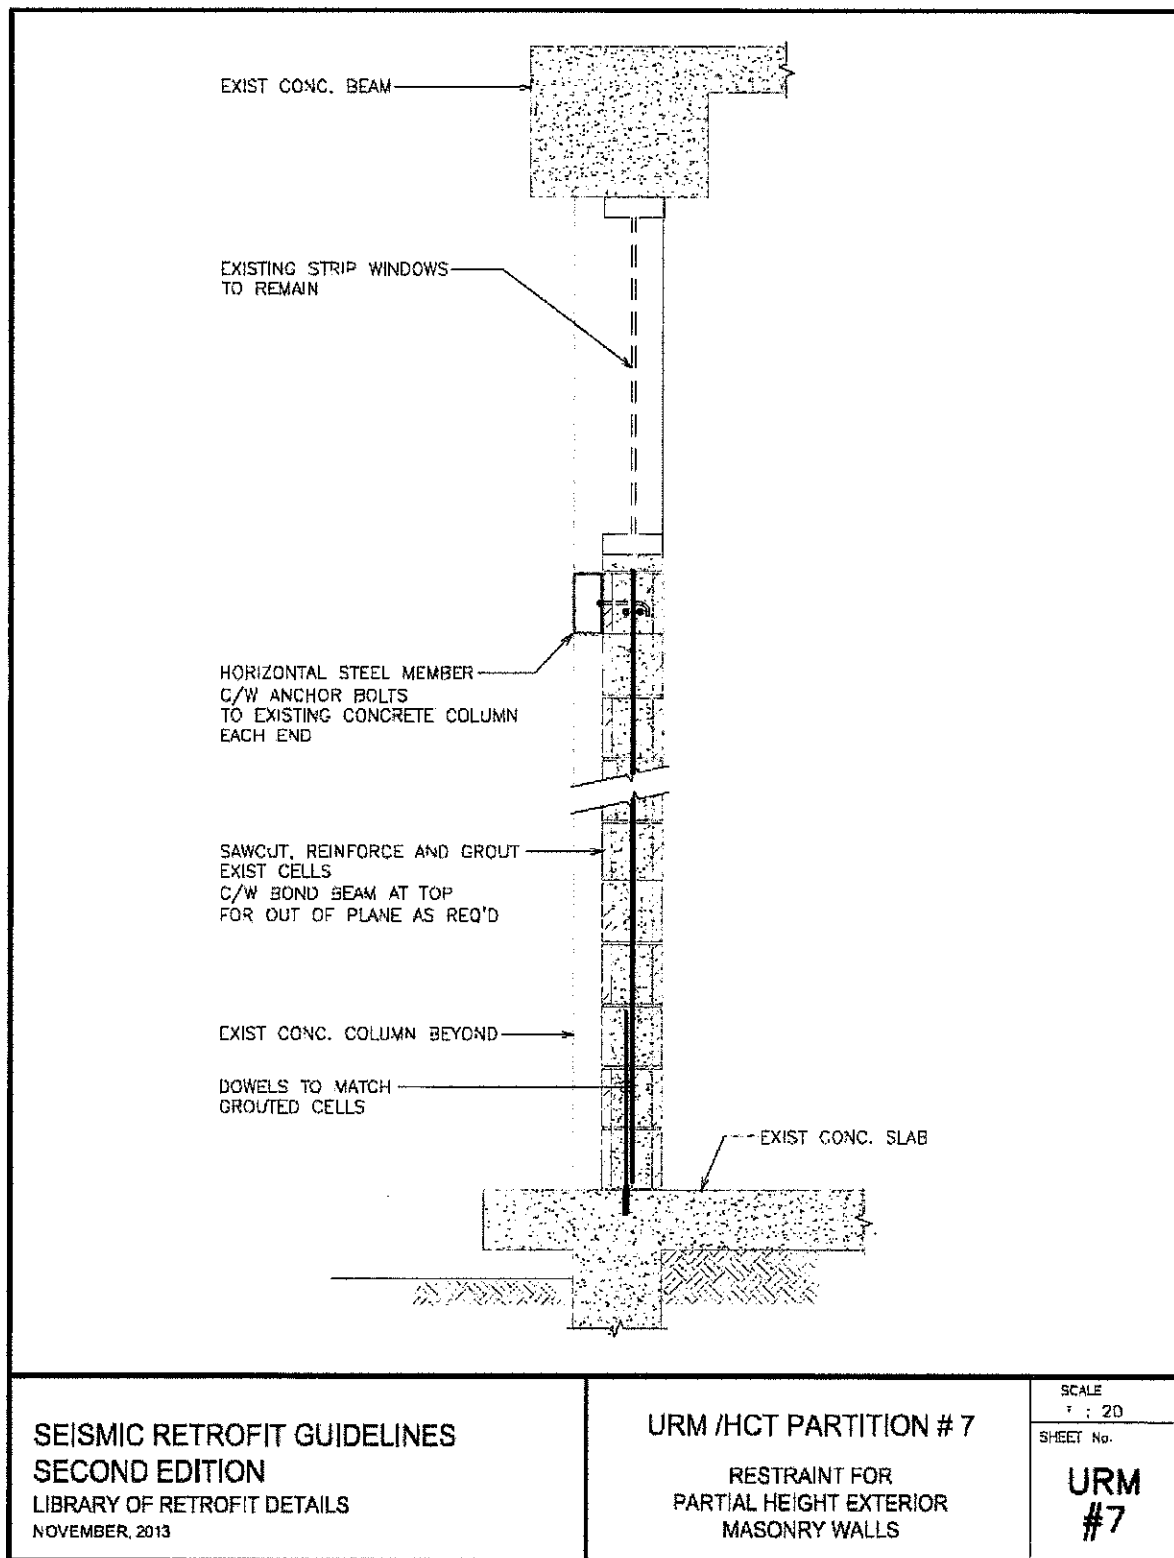 EXIST CONC. BEAM
EXISTING STRIP WINDOWS
TO REMAIN
HORIZONTAL STEEL MEMBER
C/W ANCHOR BOLTS
TO EXISTING CONCRETE COLUMN
EACH END
SAWCUT, REINFORCE AND GROUT
EXIST CELLS
C/W BOND BEAM AT TOP
FOR OUT OF PLANE AS REQ'D
EXIST CONC. COLUMN BEYOND
DOWELS TO MATCH
GROUTED CELLS
EXIST CONC. SLAB
SEISMIC RETROFIT GUIDELINES
SECOND EDITION
LIBRARY OF RETROFIT DETAILS
NOVEMBER, 2013
URM /HCT PARTITION # 7
RESTRAINT FOR
PARTIAL HEIGHT EXTERIOR
MASONRY WALLS
SCALE
: 20
SHEET No.
URM
#7